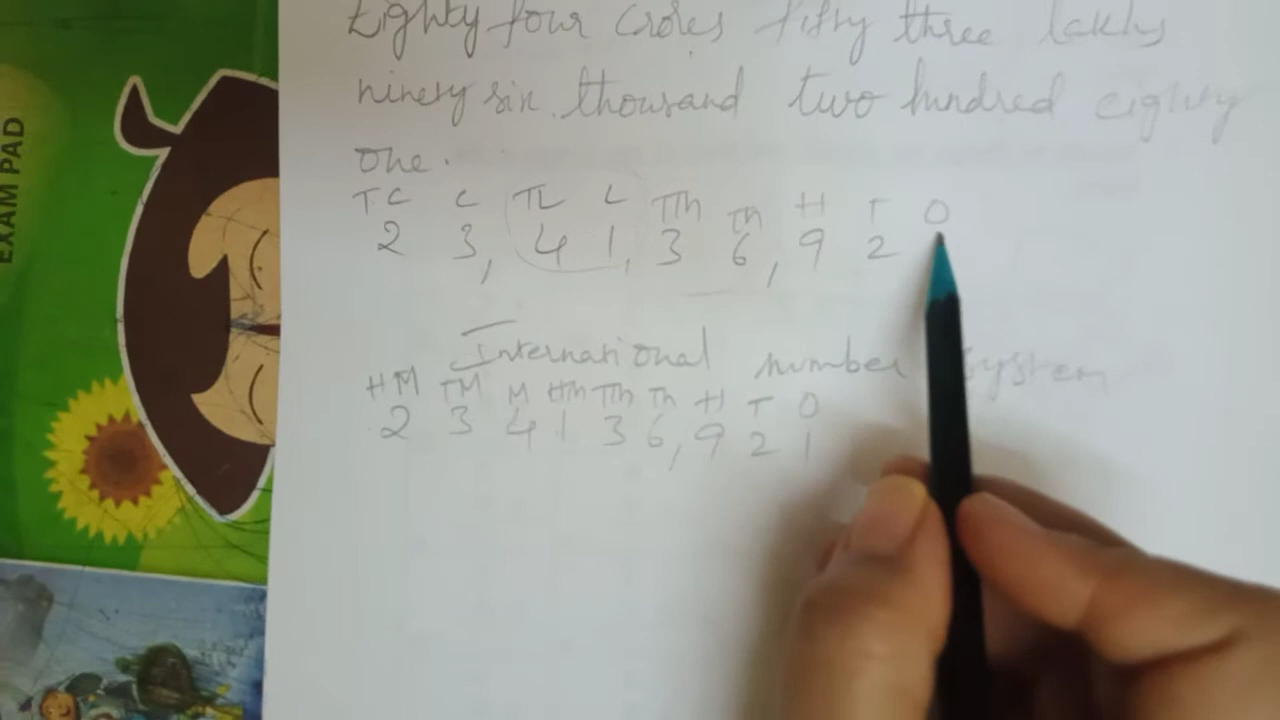 Eighty four crores fifty three lakhs
ninety six thousand two hundred eighty
one.
TC C TL L TTh Th H T O
2 3, 4 1, 3 6, 9 2
International number system
HM TM M HTh TTh Th H T O
2 3 4 1 3 6, 9 2 1
EXAM PAD